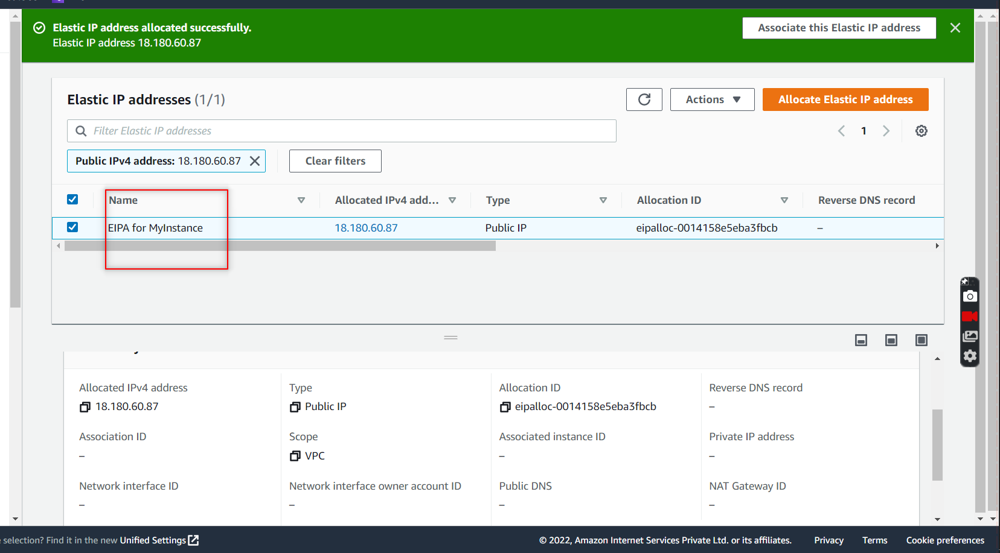 Elastic IP address allocated successfully.
Elastic IP address 18.180.60.87
Associate this Elastic IP address
Elastic IP addresses (1/1)
Actions
Allocate Elastic IP address
Filter Elastic IP addresses
1
Public IPv4 address: 18.180.60.87
Clear filters
Name Allocated IPv4 add... Type Allocation ID Reverse DNS record
EIPA for MyInstance 18.180.60.87 Public IP eipalloc-0014158e5eba3fbcb –
Allocated IPv4 address Type Allocation ID Reverse DNS record
18.180.60.87 Public IP eipalloc-0014158e5eba3fbcb –
Association ID Scope Associated instance ID Private IP address
– VPC – –
Network interface ID Network interface owner account ID Public DNS NAT Gateway ID
– – – –
selection? Find it in the new Unified Settings © 2022, Amazon Internet Services Private Ltd. or its affiliates. Privacy Terms Cookie preferences